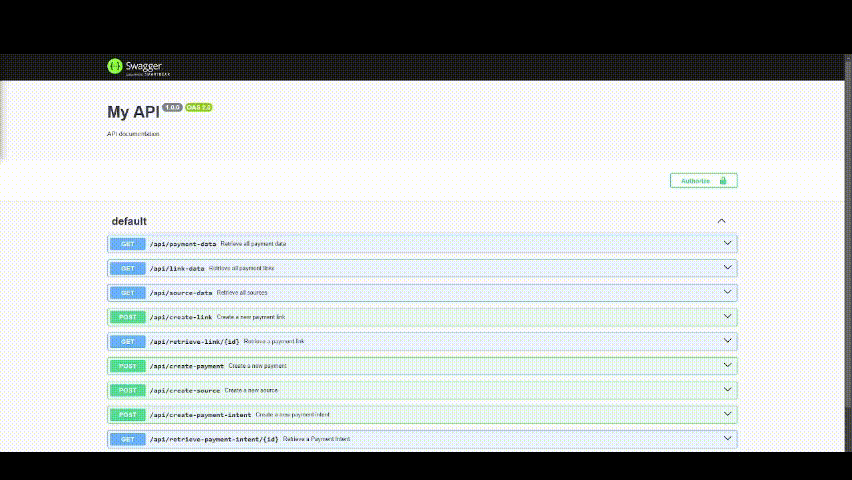 Swagger
My API 1.0.0 OAS 2.0
API documentation
Authorize
default
GET /api/payment-data Retrieve all payment data
GET /api/link-data Retrieve all payment links
GET /api/source-data Retrieve all sources
POST /api/create-link Create a new payment link
GET /api/retrieve-link/{id} Retrieve a payment link
POST /api/create-payment Create a new payment
POST /api/create-source Create a new source
POST /api/create-payment-intent Create a new payment intent
GET /api/retrieve-payment-intent/{id} Retrieve a Payment Intent